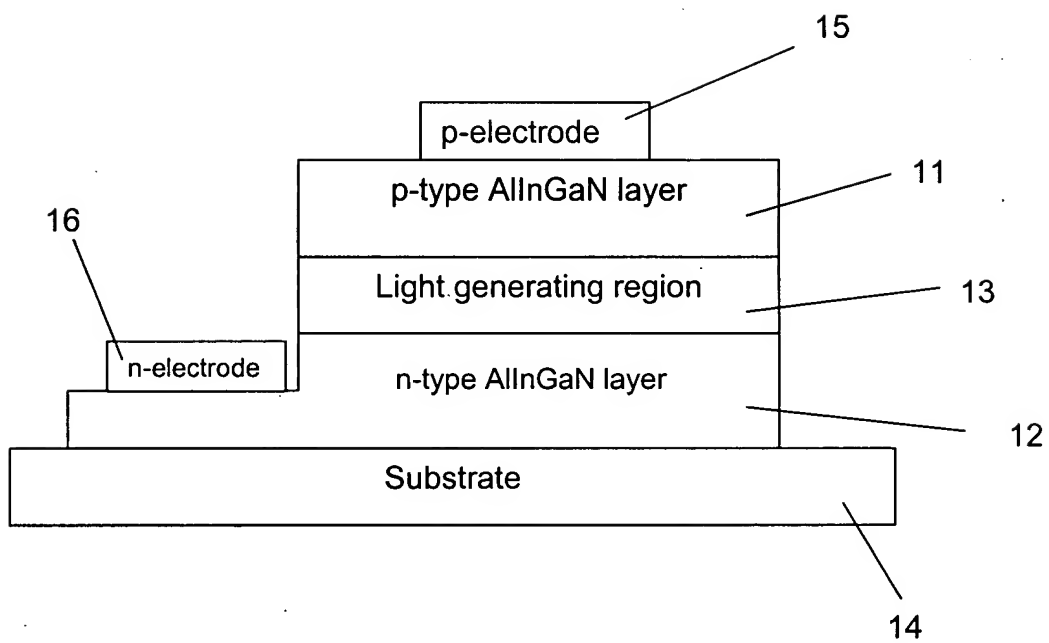 15
p-electrode
p-type AlInGaN layer
11
16
Light generating region
13
n-electrode
n-type AlInGaN layer
12
Substrate
14